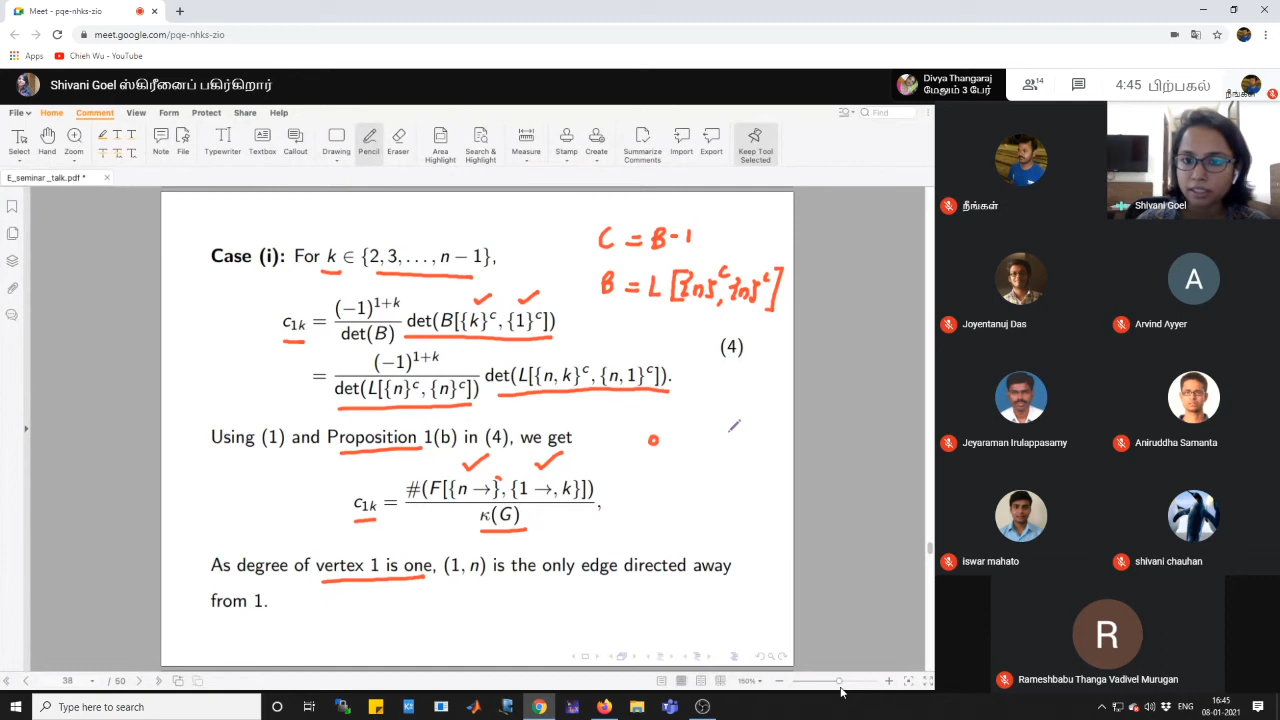 Meet - pqe-nhks-zio
meet.google.com/pqe-nhks-zio
Apps
Chieh Wu - YouTube
Shivani Goel ஸ்கிரீனைப் பகிர்கிறார்
Divya Thangaraj
மேலும் 3 பேர்
14
4:45 பிற்பகல்
நீங்கள்
File Home Comment View Form Protect Share Help
Find
Select Hand Zoom Note File Typewriter Textbox Callout Drawing Pencil Eraser Area Highlight Search & Highlight Measure Stamp Create Summarize Comments Import Export Keep Tool Selected
E_seminar _talk.pdf *
Case (i): For k ∈ {2, 3, . . . , n − 1},
C = B-1
B = L [{n}ᶜ, {n}ᶜ]
c₁ₖ = (−1)¹⁺ᵏ / det(B) det(B[{k}ᶜ, {1}ᶜ])
= (−1)¹⁺ᵏ / det(L[{n}ᶜ, {n}ᶜ]) det(L[{n, k}ᶜ, {n, 1}ᶜ]).
(4)
Using (1) and Proposition 1(b) in (4), we get
c₁ₖ = #(F[{n →}, {1 →, k}]) / κ(G),
As degree of vertex 1 is one, (1, n) is the only edge directed away
from 1.
38 / 50
150%
நீங்கள்
Shivani Goel
Joyentanuj Das
A
Arvind Ayyer
Jeyaraman Irulappasamy
Aniruddha Samanta
iswar mahato
shivani chauhan
R
Rameshbabu Thanga Vadivel Murugan
Type here to search
ENG
16:45
08-01-2021